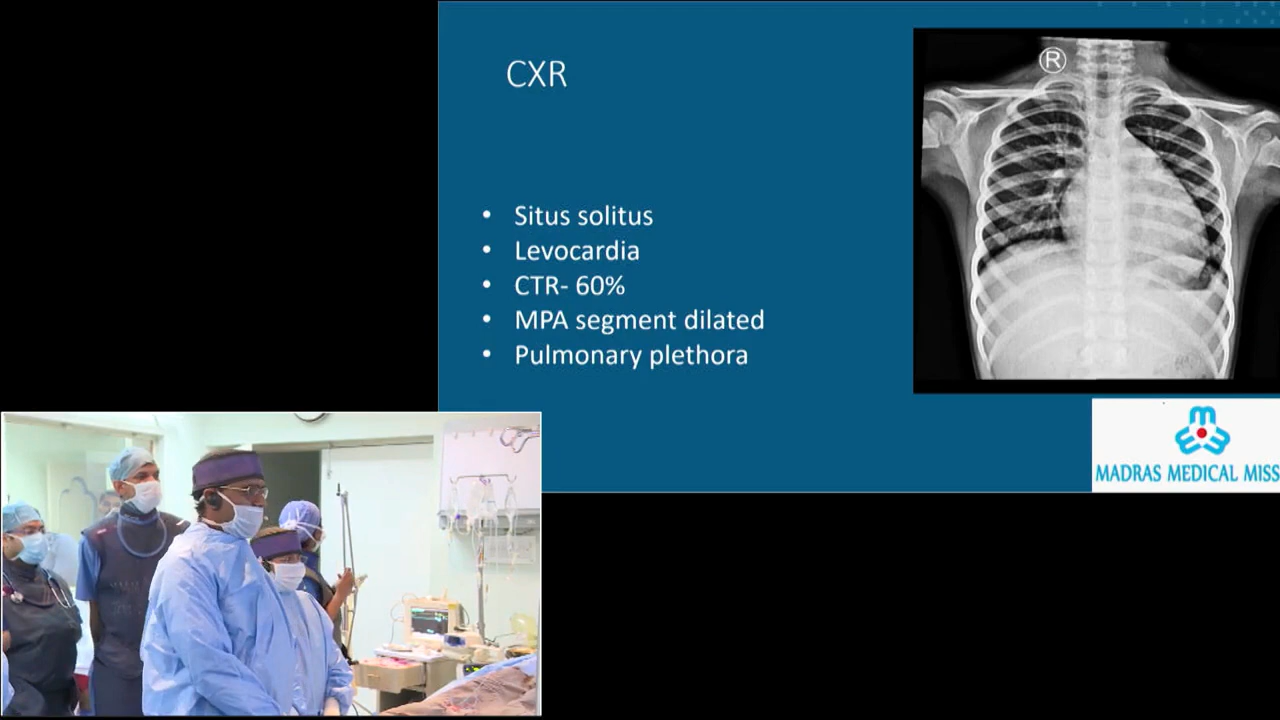 CXR
R
• Situs solitus
• Levocardia
• CTR- 60%
• MPA segment dilated
• Pulmonary plethora
MADRAS MEDICAL MISS